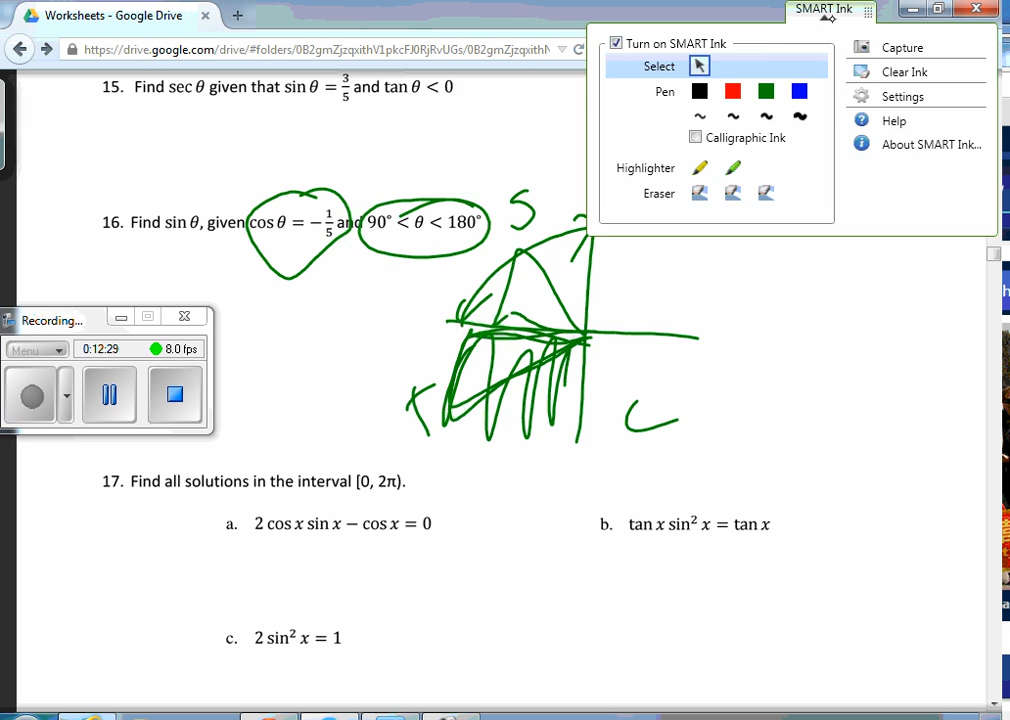 Worksheets - Google Drive
https://drive.google.com/drive/#folders/0B2gmZjzqxithV1pkcFJ0RjRvUGs/0B2gmZjzqxithN
SMART Ink
Turn on SMART Ink
Select
Pen
Calligraphic Ink
Highlighter
Eraser
Capture
Clear Ink
Settings
Help
About SMART Ink...
15. Find sec θ given that sin θ = 3/5 and tan θ < 0
16. Find sin θ, given cos θ = −1/5 and 90° < θ < 180°
S
Recording...
Menu
0:12:29
8.0 fps
C
17. Find all solutions in the interval [0, 2π).
a. 2 cos x sin x − cos x = 0
b. tan x sin² x = tan x
c. 2 sin² x = 1